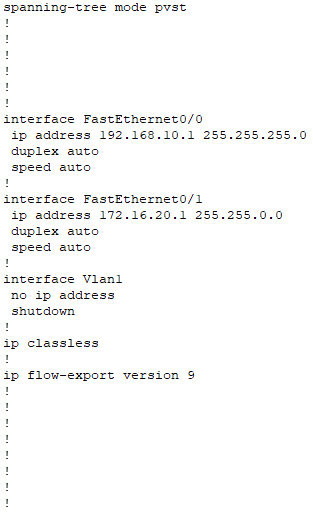 spanning-tree mode pvst
!
!
!
!
!
!
interface FastEthernet0/0
 ip address 192.168.10.1 255.255.255.0
 duplex auto
 speed auto
!
interface FastEthernet0/1
 ip address 172.16.20.1 255.255.0.0
 duplex auto
 speed auto
!
interface Vlan1
 no ip address
 shutdown
!
ip classless
!
ip flow-export version 9
!
!
!
!
!
!
!
!